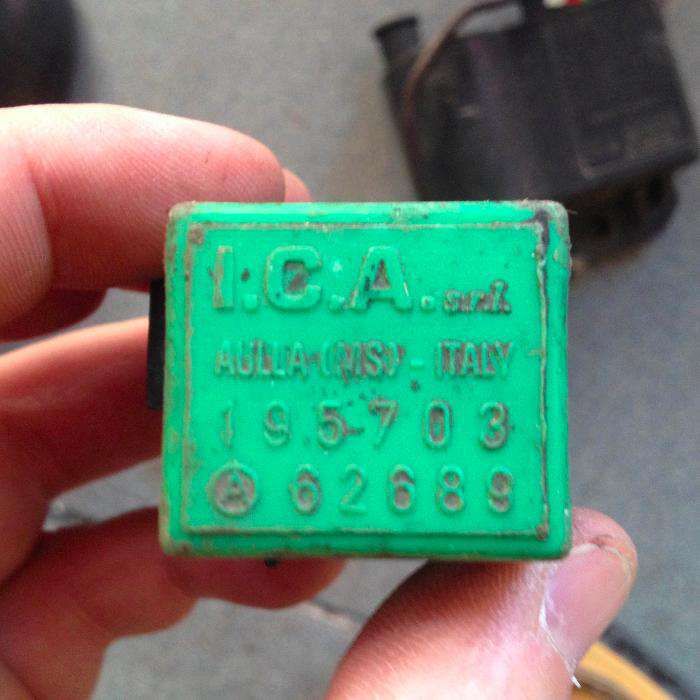 I.C.A. s.r.l.
AULLA (MS) - ITALY
195703
Ⓐ 62689